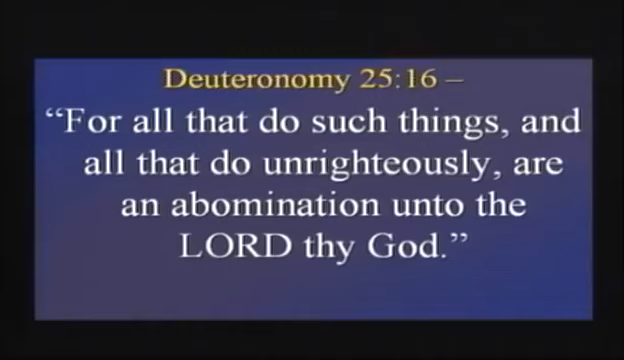 Deuteronomy 25:16 –
“For all that do such things, and
all that do unrighteously, are
an abomination unto the
LORD thy God.”